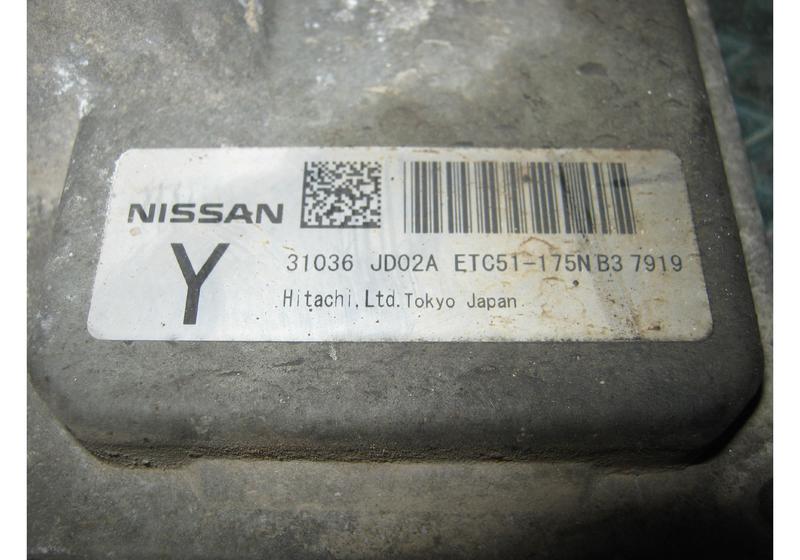 NISSAN
Y
31036 JD02A ETC51-175N B3 7919
Hitachi,Ltd.Tokyo Japan